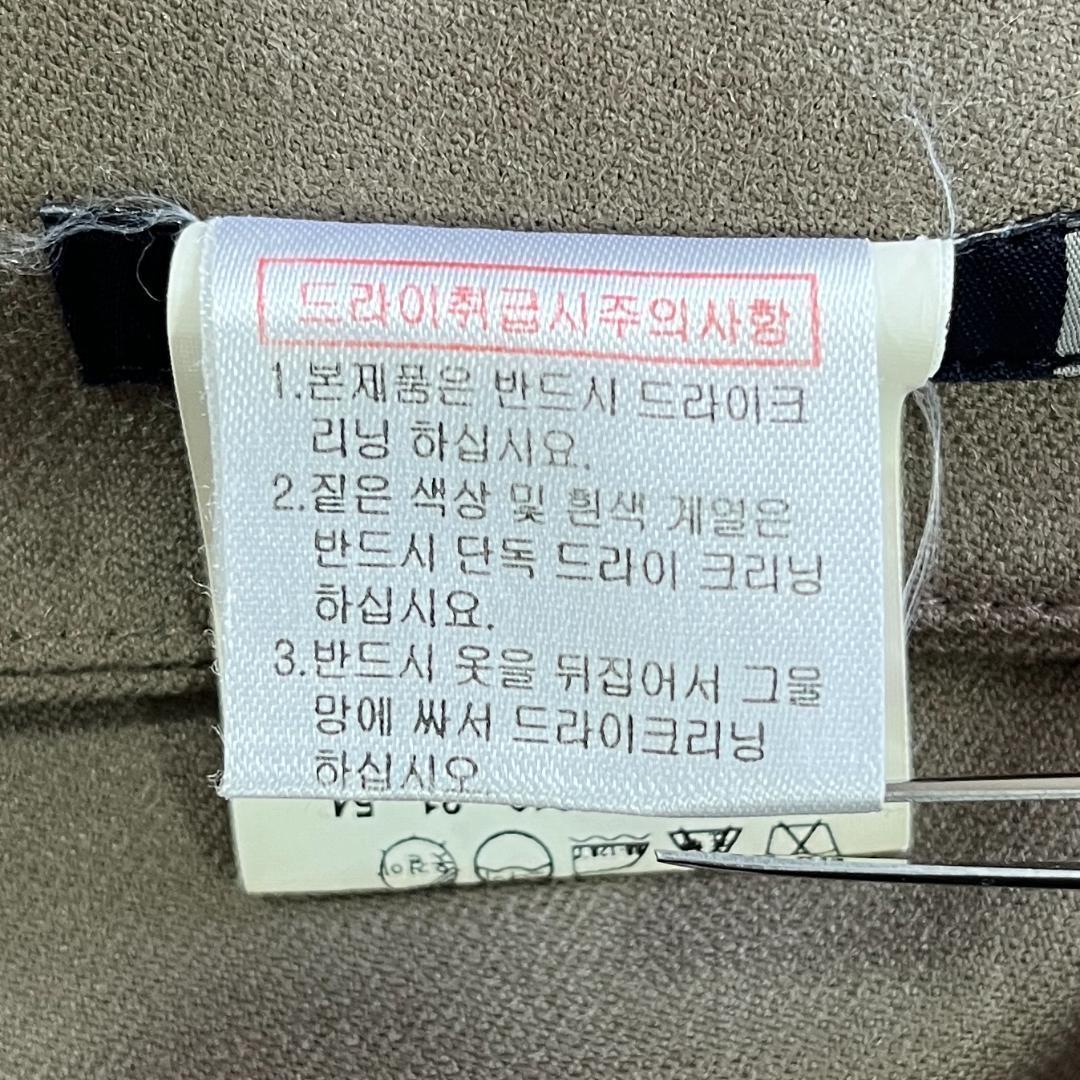 드라이취급시주의사항
1.본제품은 반드시 드라이크
리닝 하십시요.
2.짙은 색상 및 흰색 계열은
반드시 단독 드라이 크리닝
하십시요.
3.반드시 옷을 뒤집어서 그물
망에 싸서 드라이크리닝
하십시오